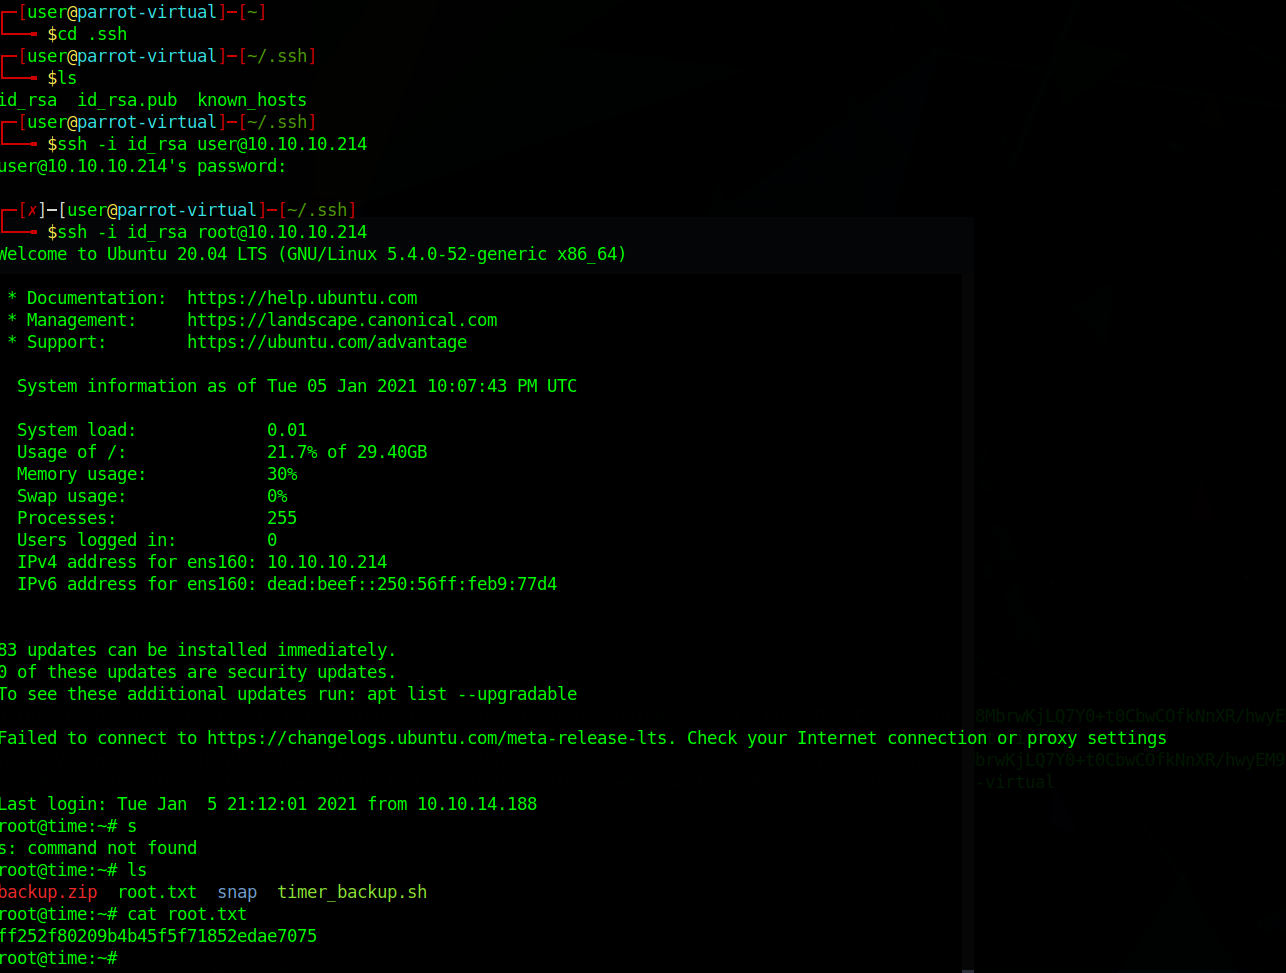 ┌─[user@parrot-virtual]─[~]
└──╼ $cd .ssh
┌─[user@parrot-virtual]─[~/.ssh]
└──╼ $ls
id_rsa  id_rsa.pub  known_hosts
┌─[user@parrot-virtual]─[~/.ssh]
└──╼ $ssh -i id_rsa user@10.10.10.214
user@10.10.10.214's password:
┌─[✗]─[user@parrot-virtual]─[~/.ssh]
└──╼ $ssh -i id_rsa root@10.10.10.214
Welcome to Ubuntu 20.04 LTS (GNU/Linux 5.4.0-52-generic x86_64)
 * Documentation:  https://help.ubuntu.com
 * Management:     https://landscape.canonical.com
 * Support:        https://ubuntu.com/advantage
  System information as of Tue 05 Jan 2021 10:07:43 PM UTC
  System load:             0.01
  Usage of /:              21.7% of 29.40GB
  Memory usage:            30%
  Swap usage:              0%
  Processes:               255
  Users logged in:         0
  IPv4 address for ens160: 10.10.10.214
  IPv6 address for ens160: dead:beef::250:56ff:feb9:77d4
83 updates can be installed immediately.
0 of these updates are security updates.
To see these additional updates run: apt list --upgradable
Failed to connect to https://changelogs.ubuntu.com/meta-release-lts. Check your Internet connection or proxy settings
-virtual
Last login: Tue Jan  5 21:12:01 2021 from 10.10.14.188
root@time:~# s
s: command not found
root@time:~# ls
backup.zip  root.txt  snap  timer_backup.sh
root@time:~# cat root.txt
ff252f80209b4b45f5f71852edae7075
root@time:~#